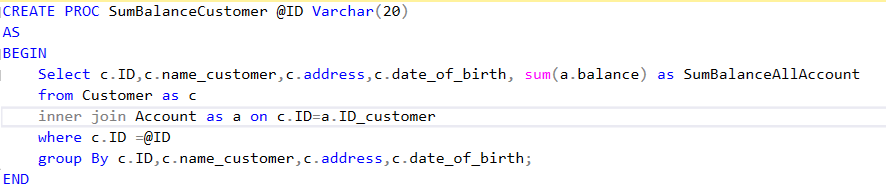 CREATE PROC SumBalanceCustomer @ID Varchar(20)
AS
BEGIN
Select c.ID,c.name_customer,c.address,c.date_of_birth, sum(a.balance) as SumBalanceAllAccount
from Customer as c
inner join Account as a on c.ID=a.ID_customer
where c.ID =@ID
group By c.ID,c.name_customer,c.address,c.date_of_birth;
END